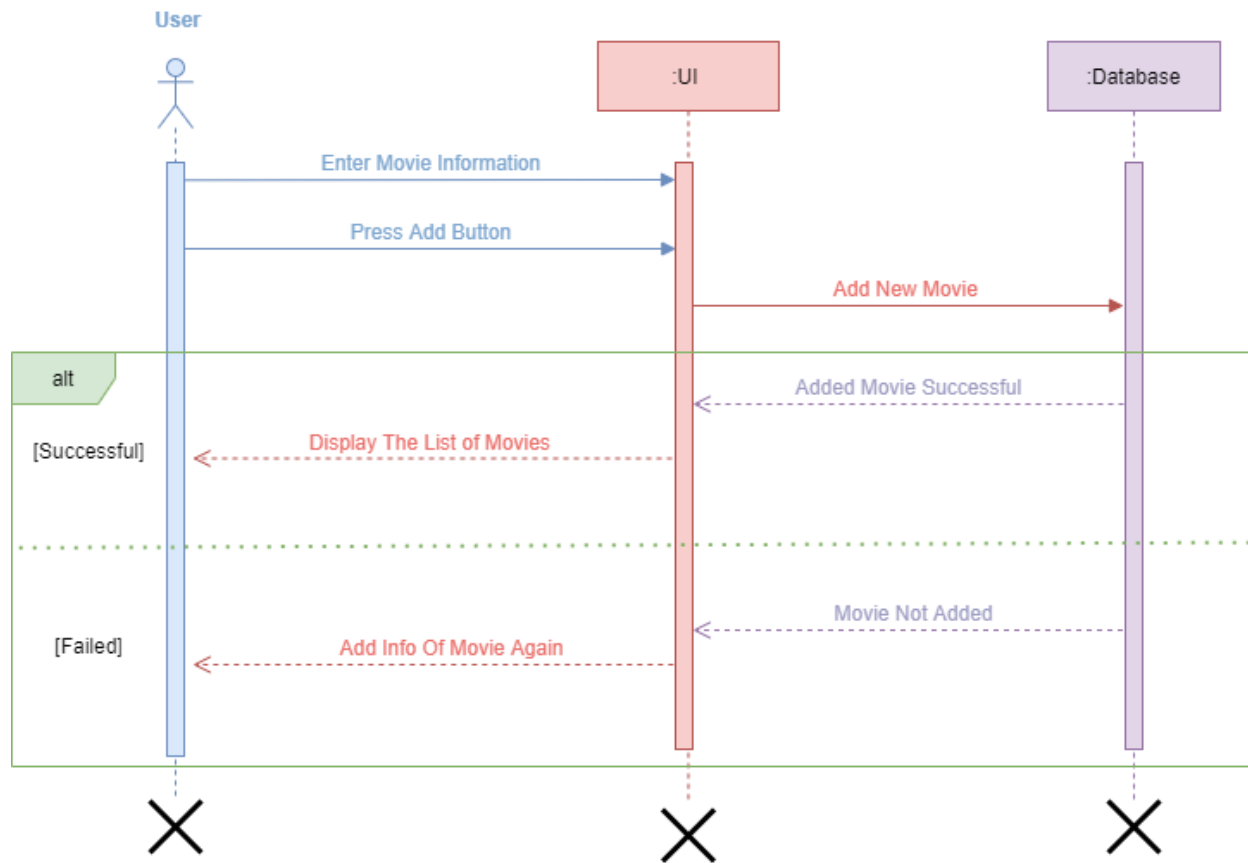 User
:UI
:Database
Enter Movie Information
Press Add Button
Add New Movie
alt
Added Movie Successful
[Successful]
Display The List of Movies
Movie Not Added
[Failed]
Add Info Of Movie Again